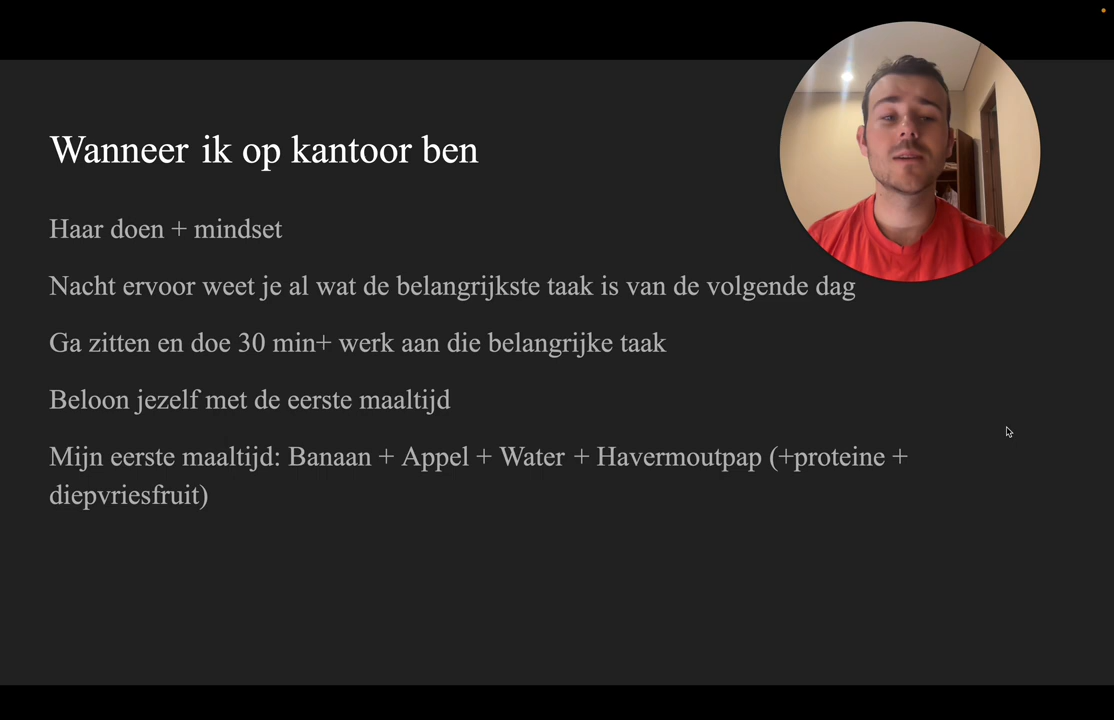 Wanneer ik op kantoor ben
Haar doen + mindset
Nacht ervoor weet je al wat de belangrijkste taak is van de volgende dag
Ga zitten en doe 30 min+ werk aan die belangrijke taak
Beloon jezelf met de eerste maaltijd
Mijn eerste maaltijd: Banaan + Appel + Water + Havermoutpap (+proteine +
diepvriesfruit)